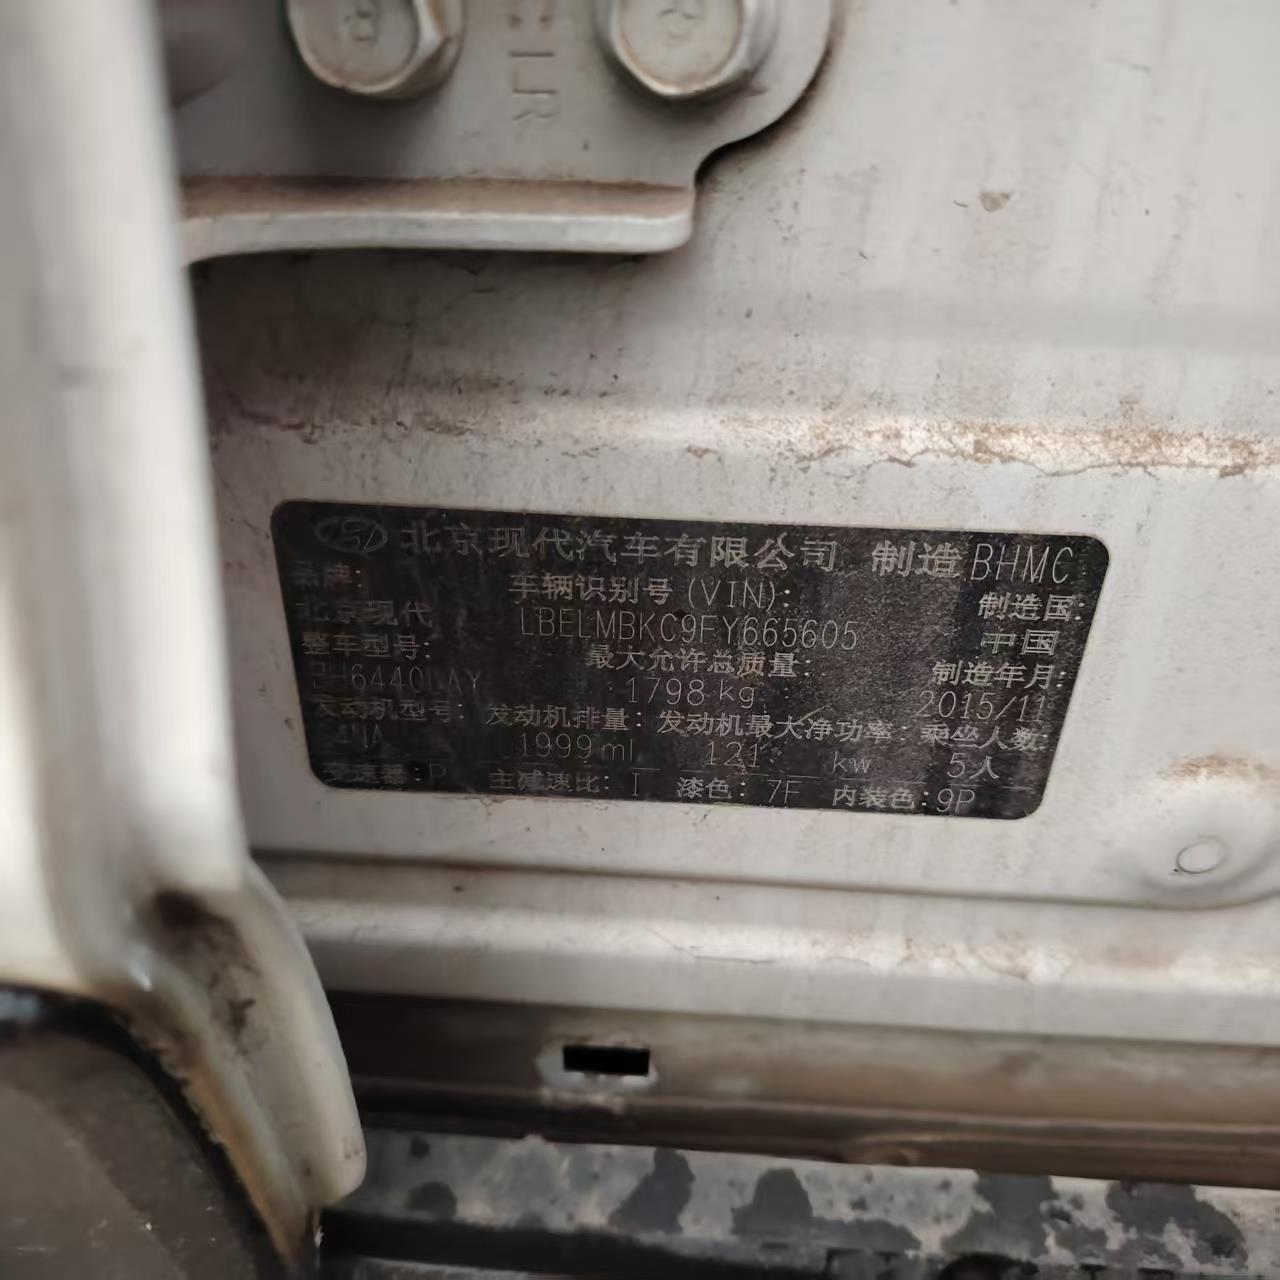 CIR
北京现代汽车有限公司 制造 BHMC
品牌: 车辆识别号(VIN): 制造国:
北京现代 LBELMBKC9FY665605 中国
整车型号: 最大允许总质量: 制造年月:
BH6440LAY 1798kg 2015/11
发动机型号: 发动机排量: 发动机最大净功率: 乘坐人数:
1999ml 121 kw 5人
变速器:P 主减速比:I 漆色:7F 内装色:9P